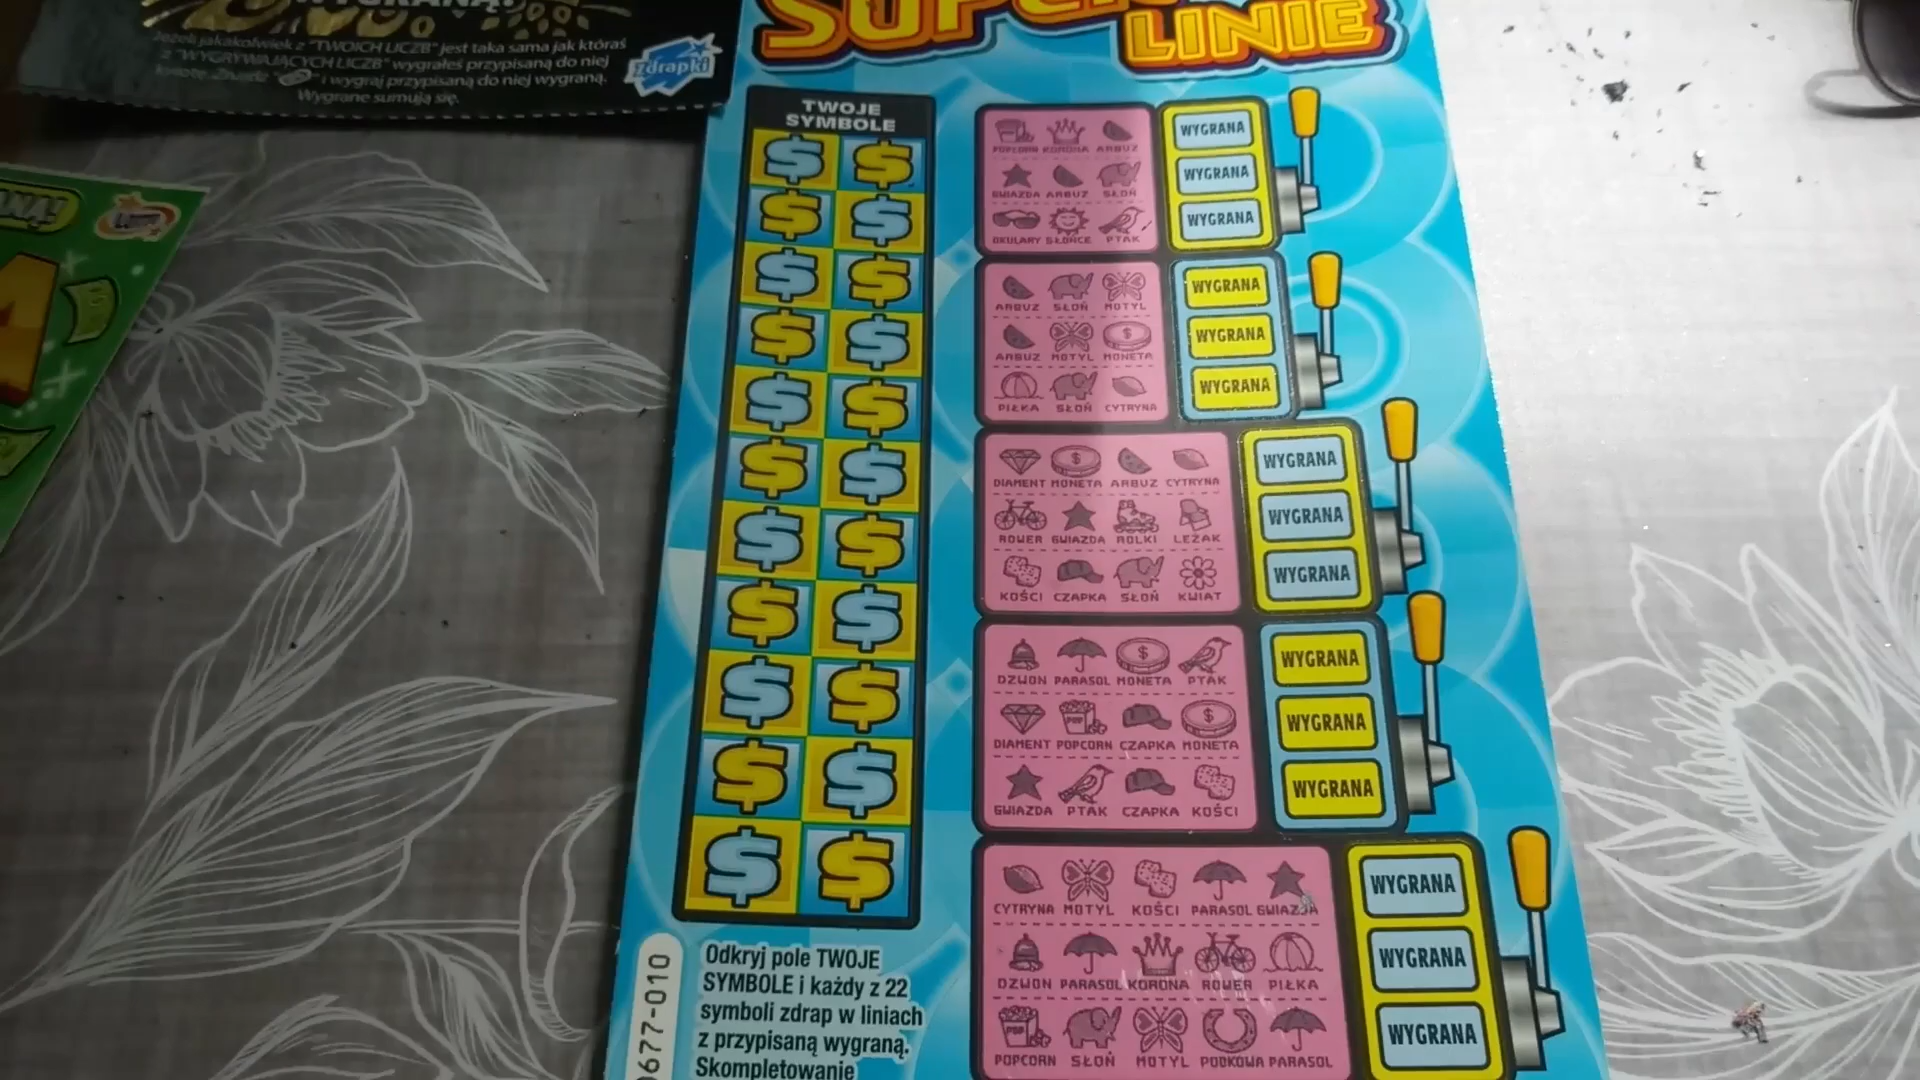 WYGRANĄ!
Jeżeli jakakolwiek z "TWOICH LICZB" jest taka sama jak któraś
z "WYGRYWAJĄCYCH LICZB" wygrałeś przypisaną do niej
kwotę. Znajdź " " i wygraj przypisaną do niej wygraną.
Wygrane sumują się.
zdrapki
SUPER
LINIE
TWOJE
SYMBOLE
POPCORN KORONA ARBUZ
GWIAZDA ARBUZ SŁOŃ
OKULARY SŁOŃCE PTAK
WYGRANA
WYGRANA
WYGRANA
ARBUZ SŁOŃ MOTYL
ARBUZ MOTYL MONETA
PIŁKA SŁOŃ CYTRYNA
WYGRANA
WYGRANA
WYGRANA
DIAMENT MONETA ARBUZ CYTRYNA
ROWER GWIAZDA ROLKI LEŻAK
KOŚCI CZAPKA SŁOŃ KWIAT
WYGRANA
WYGRANA
WYGRANA
DZWON PARASOL MONETA PTAK
DIAMENT POPCORN CZAPKA MONETA
GWIAZDA PTAK CZAPKA KOŚCI
WYGRANA
WYGRANA
WYGRANA
CYTRYNA MOTYL KOŚCI PARASOL GWIAZDA
DZWON PARASOL KORONA ROWER PIŁKA
POPCORN SŁOŃ MOTYL PODKOWA PARASOL
WYGRANA
WYGRANA
WYGRANA
Odkryj pole TWOJE
SYMBOLE i każdy z 22
symboli zdrap w liniach
z przypisaną wygraną.
Skompletowanie
0677-010